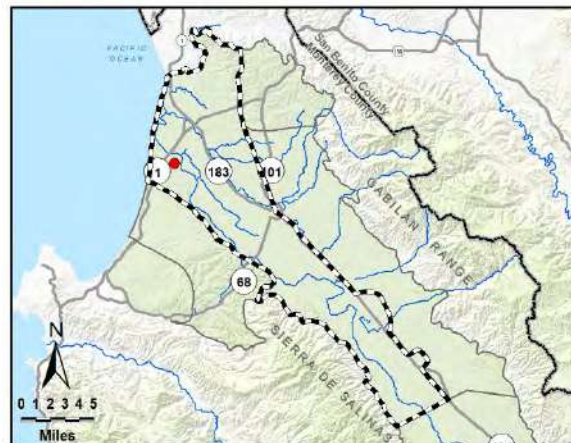 PACIFIC
OCEAN
1
San Benito County
Monterey County
1
183
101
GABILAN RANGE
68
SIERRA DE SALINAS
N
0 1 2 3 4 5
Miles